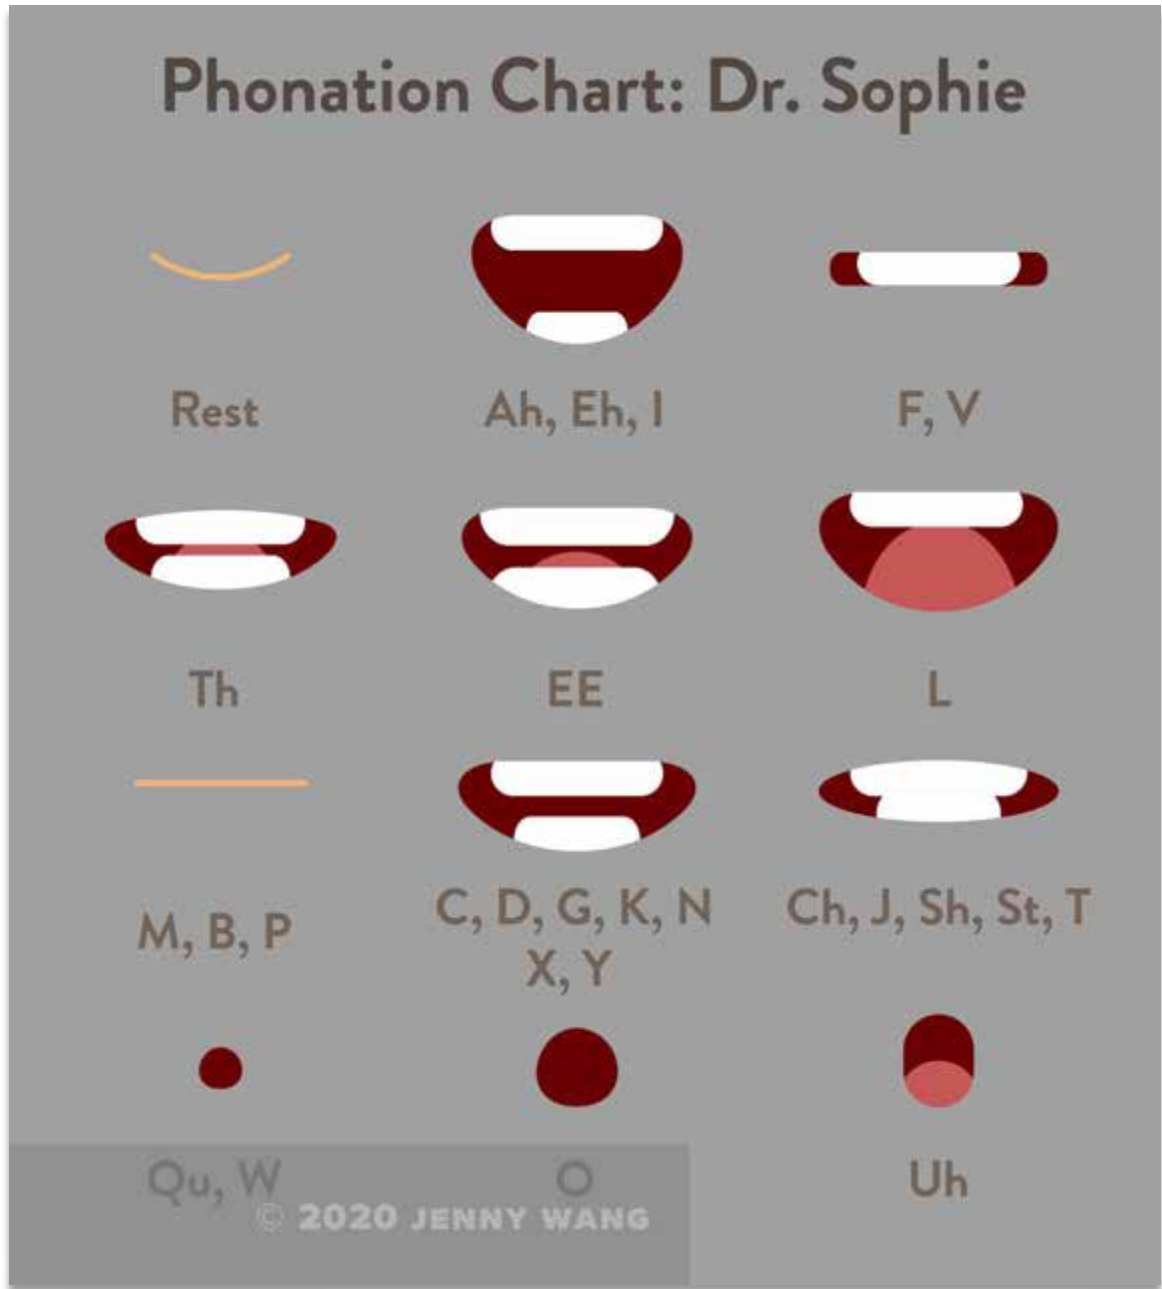 Phonation Chart: Dr. Sophie
Rest
Ah, Eh, I
F, V
Th
EE
L
M, B, P
C, D, G, K, N
X, Y
Ch, J, Sh, St, T
Qu, W
O
Uh
© 2020 JENNY WANG